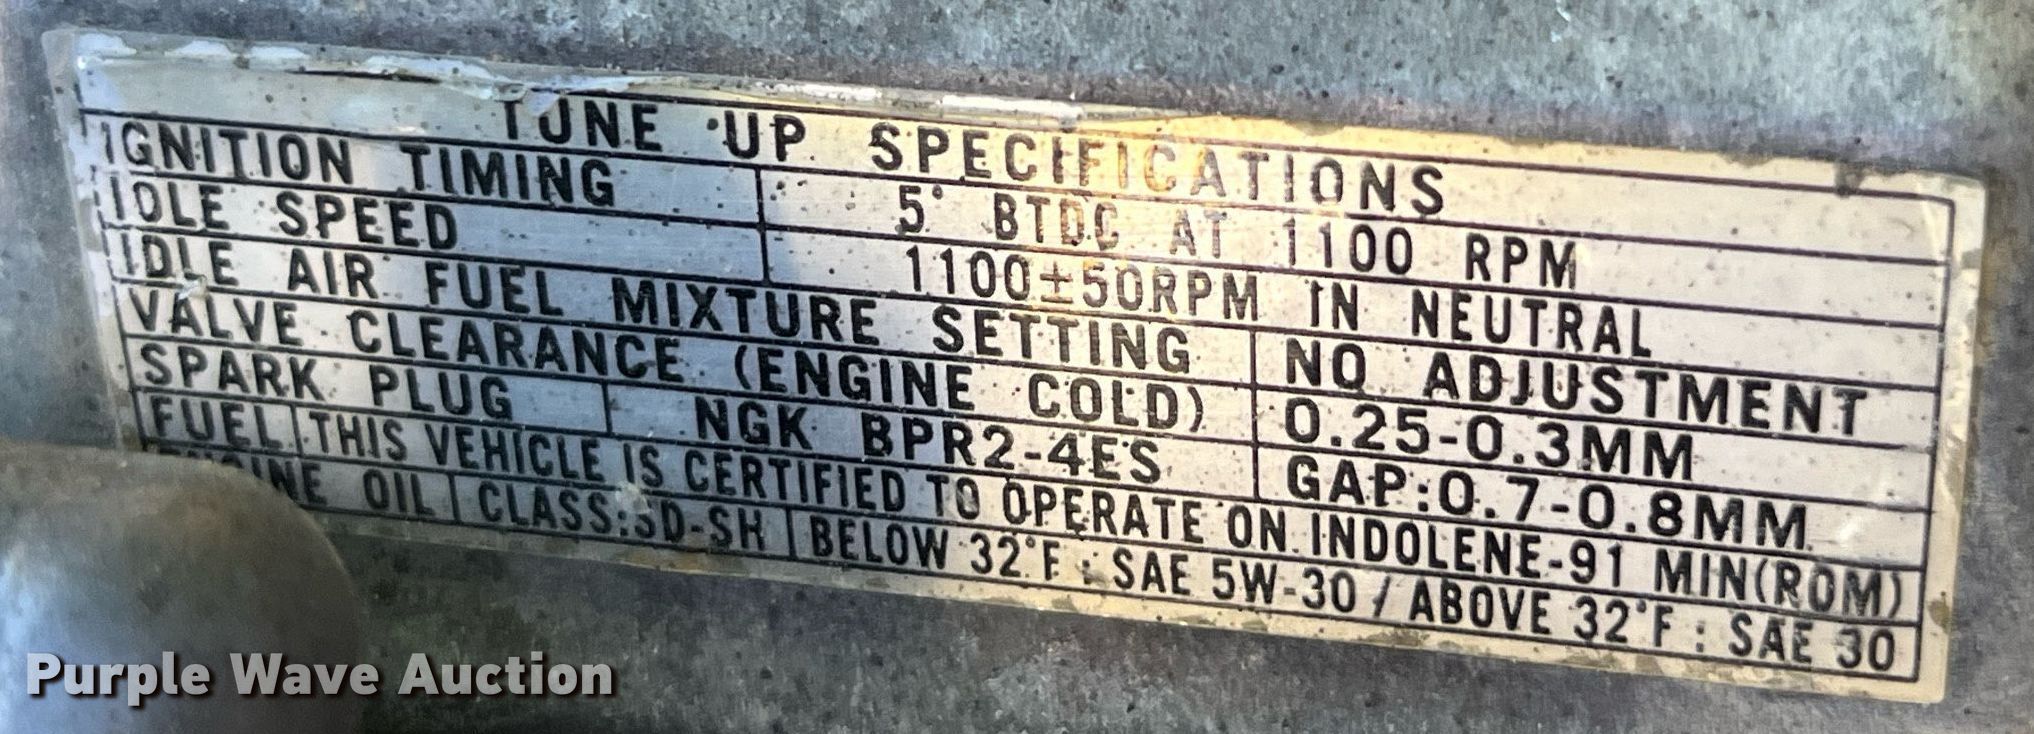 TUNE UP SPECIFICATIONS
IGNITION TIMING 5° BTDC AT 1100 RPM
IDLE SPEED 1100±50RPM IN NEUTRAL
IDLE AIR FUEL MIXTURE SETTING NO ADJUSTMENT
VALVE CLEARANCE (ENGINE COLD) 0.25-0.3MM
SPARK PLUG NGK BPR2-4ES GAP:0.7-0.8MM
FUEL THIS VEHICLE IS CERTIFIED TO OPERATE ON INDOLENE-91 MIN(ROM)
ENGINE OIL CLASS:SD-SH BELOW 32°F : SAE 5W-30 / ABOVE 32°F : SAE 30
Purple Wave Auction